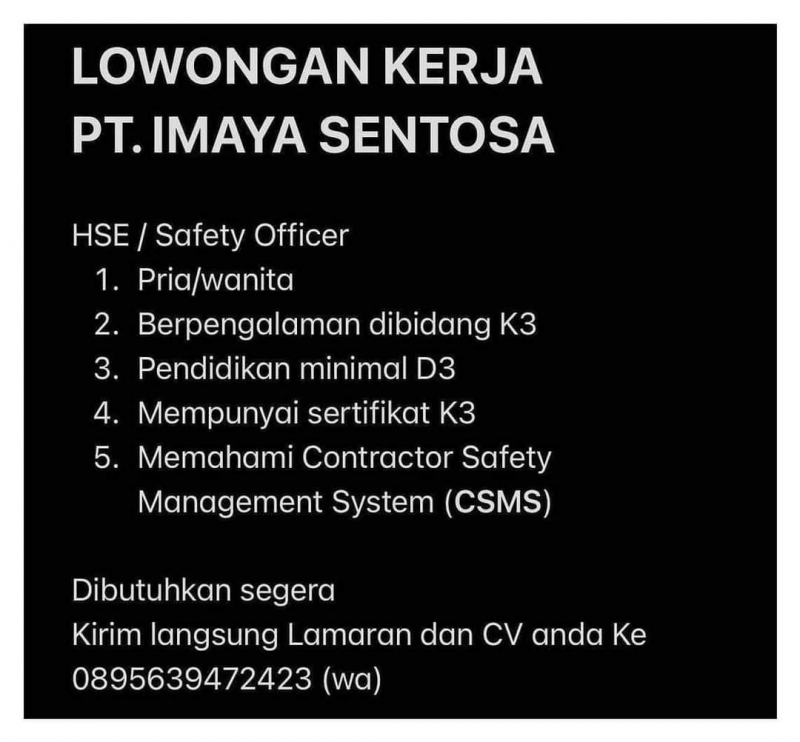 LOWONGAN KERJA
PT. IMAYA SENTOSA
HSE / Safety Officer
1. Pria/wanita
2. Berpengalaman dibidang K3
3. Pendidikan minimal D3
4. Mempunyai sertifikat K3
5. Memahami Contractor Safety
Management System (CSMS)
Dibutuhkan segera
Kirim langsung Lamaran dan CV anda Ke
0895639472423 (wa)